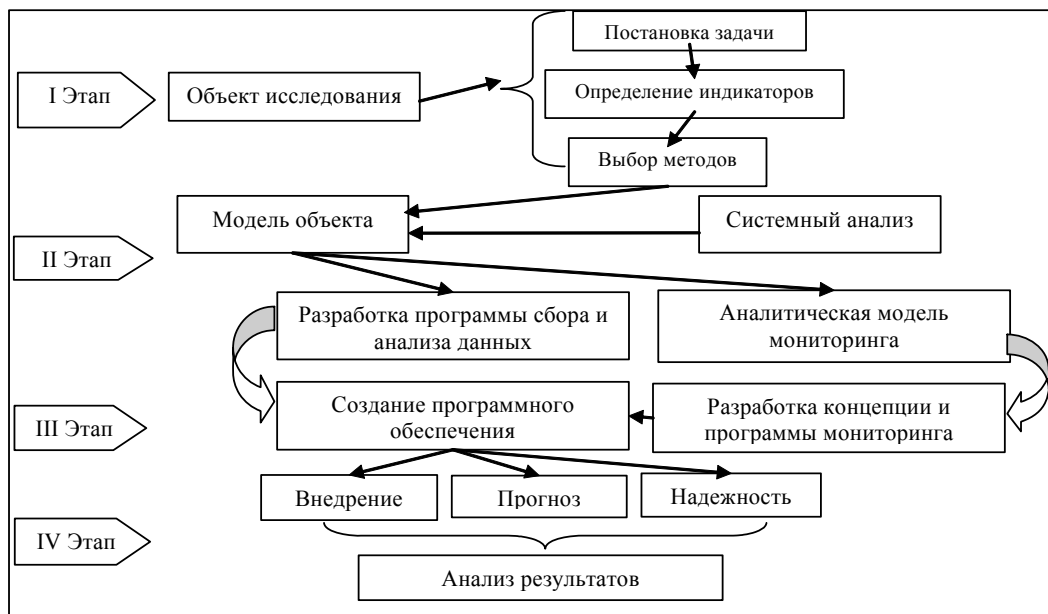 Постановка задачи
I Этап
Объект исследования
Определение индикаторов
Выбор методов
Модель объекта
Системный анализ
II Этап
Разработка программы сбора и
анализа данных
Аналитическая модель
мониторинга
III Этап
Создание программного
обеспечения
Разработка концепции и
программы мониторинга
Внедрение
Прогноз
Надежность
IV Этап
Анализ результатов